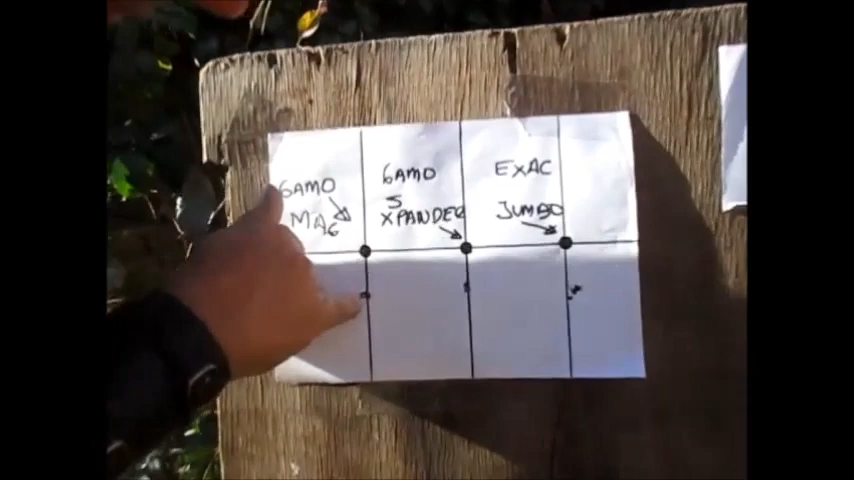 GAMO
MAG
GAMO
S
XPANDER
EXAC
JUMBO